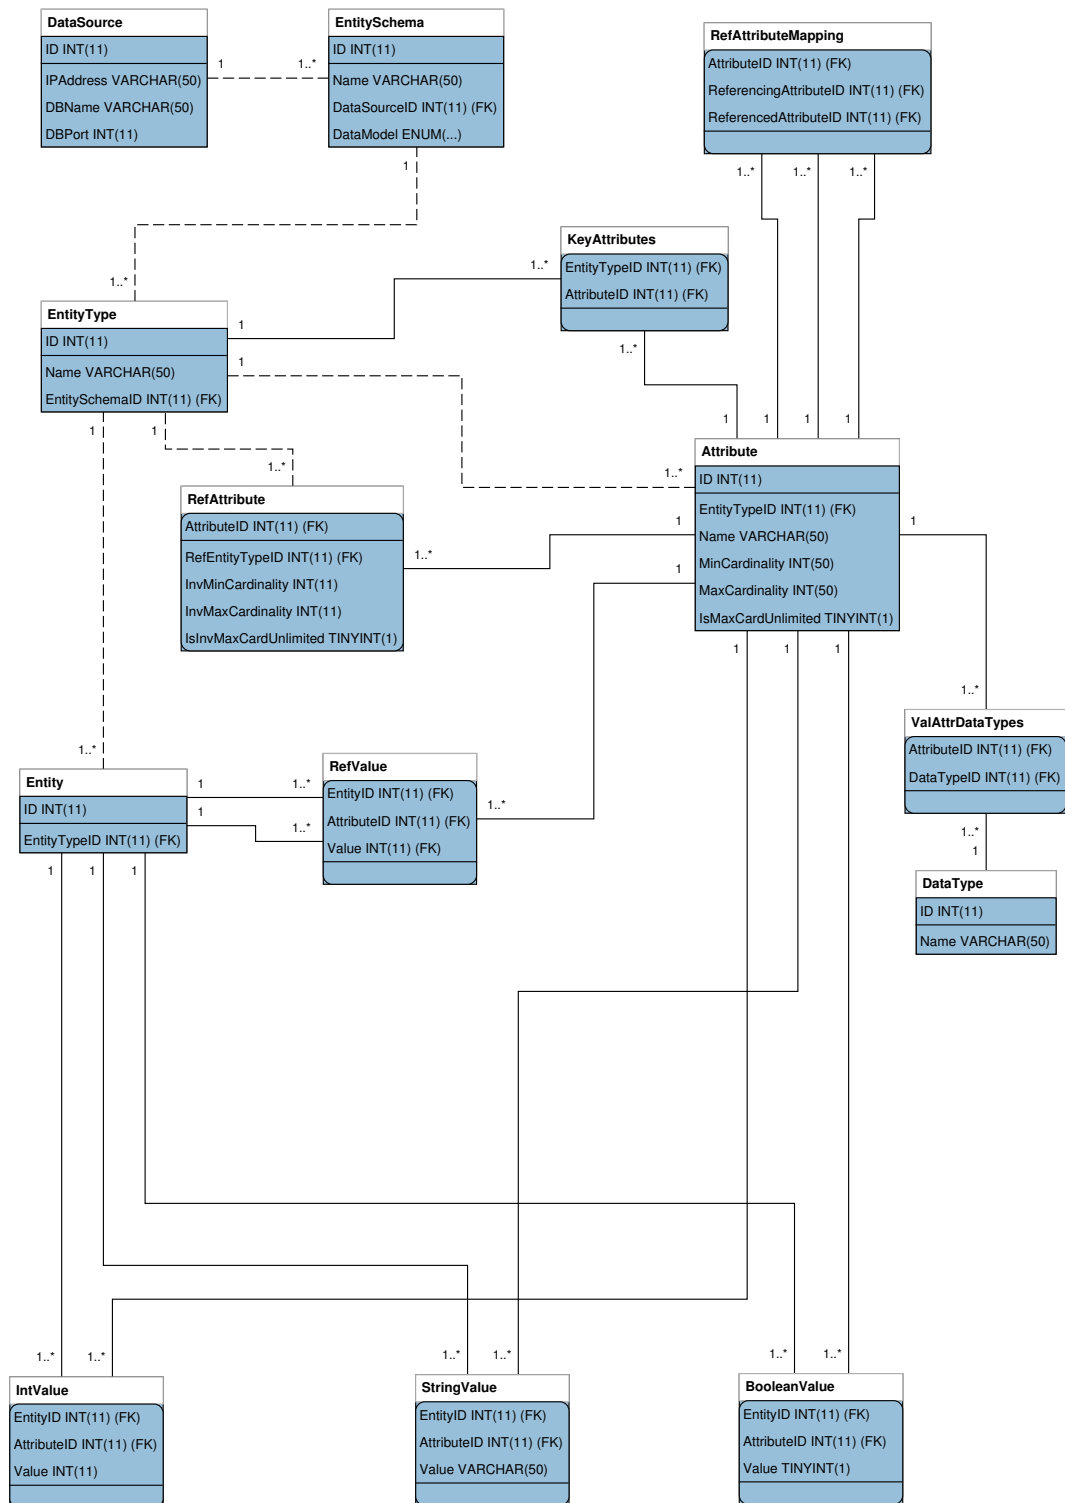 DataSource
ID INT(11)
IPAddress VARCHAR(50)
DBName VARCHAR(50)
DBPort INT(11)
1
1..*
EntitySchema
ID INT(11)
Name VARCHAR(50)
DataSourceID INT(11) (FK)
DataModel ENUM(...)
1
1..*
RefAttributeMapping
AttributeID INT(11) (FK)
ReferencingAttributeID INT(11) (FK)
ReferencedAttributeID INT(11) (FK)
1..*
1..*
1..*
KeyAttributes
EntityTypeID INT(11) (FK)
AttributeID INT(11) (FK)
1..*
1..*
EntityType
ID INT(11)
Name VARCHAR(50)
EntitySchemaID INT(11) (FK)
1
1
1
1
1..*
1..*
1
1
1
1
Attribute
ID INT(11)
EntityTypeID INT(11) (FK)
Name VARCHAR(50)
MinCardinality INT(50)
MaxCardinality INT(50)
IsMaxCardUnlimited TINYINT(1)
RefAttribute
AttributeID INT(11) (FK)
RefEntityTypeID INT(11) (FK)
InvMinCardinality INT(11)
InvMaxCardinality INT(11)
IsInvMaxCardUnlimited TINYINT(1)
1..*
1
1
1
1
1
1
1..*
ValAttrDataTypes
AttributeID INT(11) (FK)
DataTypeID INT(11) (FK)
1..*
1
DataType
ID INT(11)
Name VARCHAR(50)
1..*
Entity
ID INT(11)
EntityTypeID INT(11) (FK)
1
1..*
1
1..*
RefValue
EntityID INT(11) (FK)
AttributeID INT(11) (FK)
Value INT(11) (FK)
1..*
1
1
1
1..*
1..*
IntValue
EntityID INT(11) (FK)
AttributeID INT(11) (FK)
Value INT(11)
1..*
1..*
StringValue
EntityID INT(11) (FK)
AttributeID INT(11) (FK)
Value VARCHAR(50)
1..*
1..*
BooleanValue
EntityID INT(11) (FK)
AttributeID INT(11) (FK)
Value TINYINT(1)